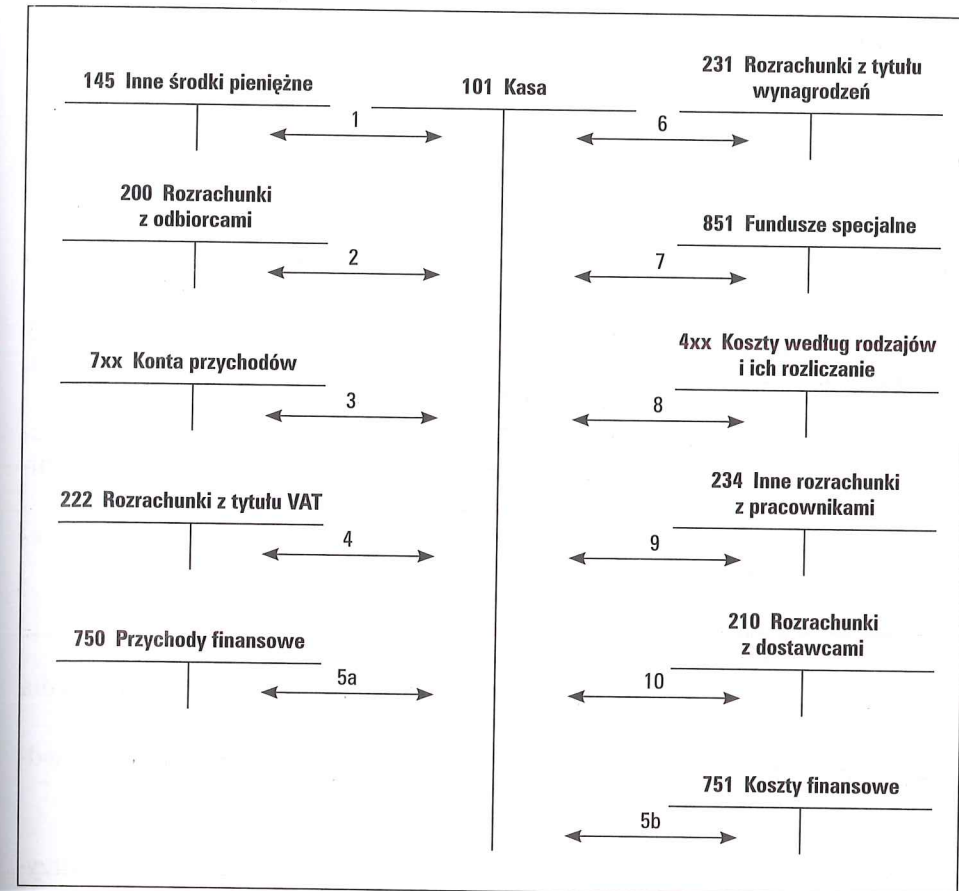 145 Inne środki pieniężne
1
101 Kasa
231 Rozrachunki z tytułu
wynagrodzeń
6
200 Rozrachunki
z odbiorcami
2
851 Fundusze specjalne
7
7xx Konta przychodów
3
4xx Koszty według rodzajów
i ich rozliczanie
8
222 Rozrachunki z tytułu VAT
4
234 Inne rozrachunki
z pracownikami
9
750 Przychody finansowe
5a
210 Rozrachunki
z dostawcami
10
751 Koszty finansowe
5b